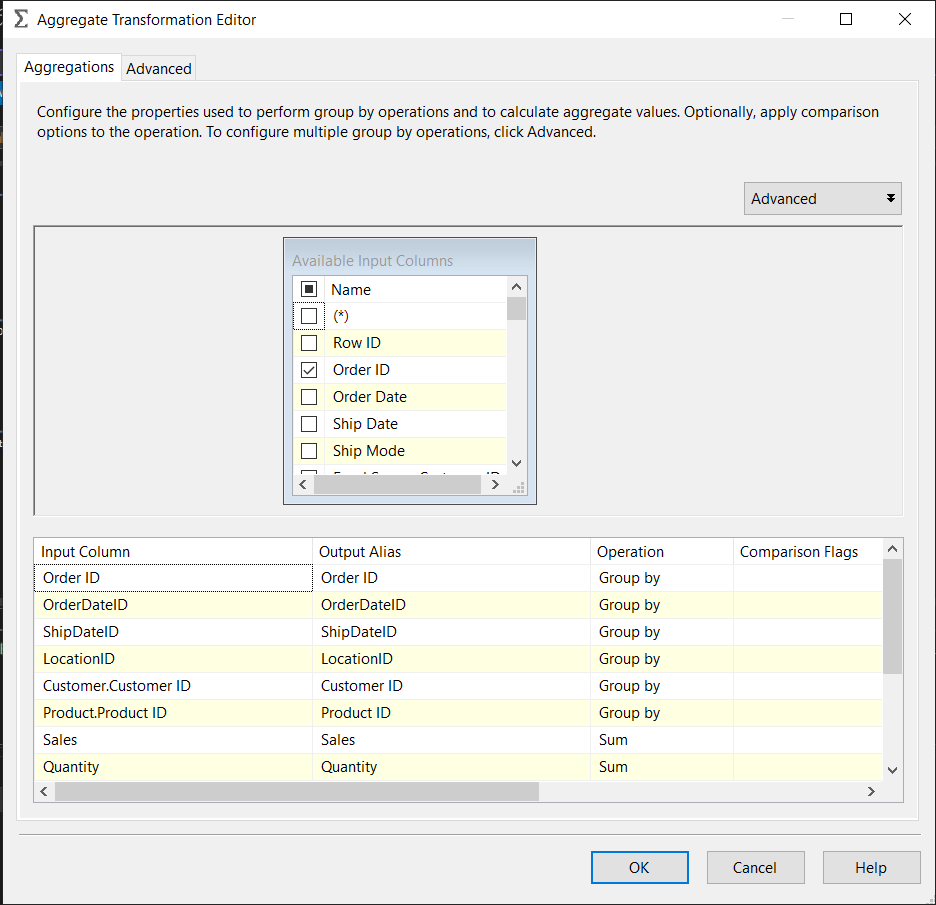 Aggregate Transformation Editor
Aggregations
Advanced
Configure the properties used to perform group by operations and to calculate aggregate values. Optionally, apply comparison
options to the operation. To configure multiple group by operations, click Advanced.
Advanced
Available Input Columns
Name
(*)
Row ID
Order ID
Order Date
Ship Date
Ship Mode
Input Column Output Alias Operation Comparison Flags
Order ID Order ID Group by
OrderDateID OrderDateID Group by
ShipDateID ShipDateID Group by
LocationID LocationID Group by
Customer.Customer ID Customer ID Group by
Product.Product ID Product ID Group by
Sales Sales Sum
Quantity Quantity Sum
OK Cancel Help